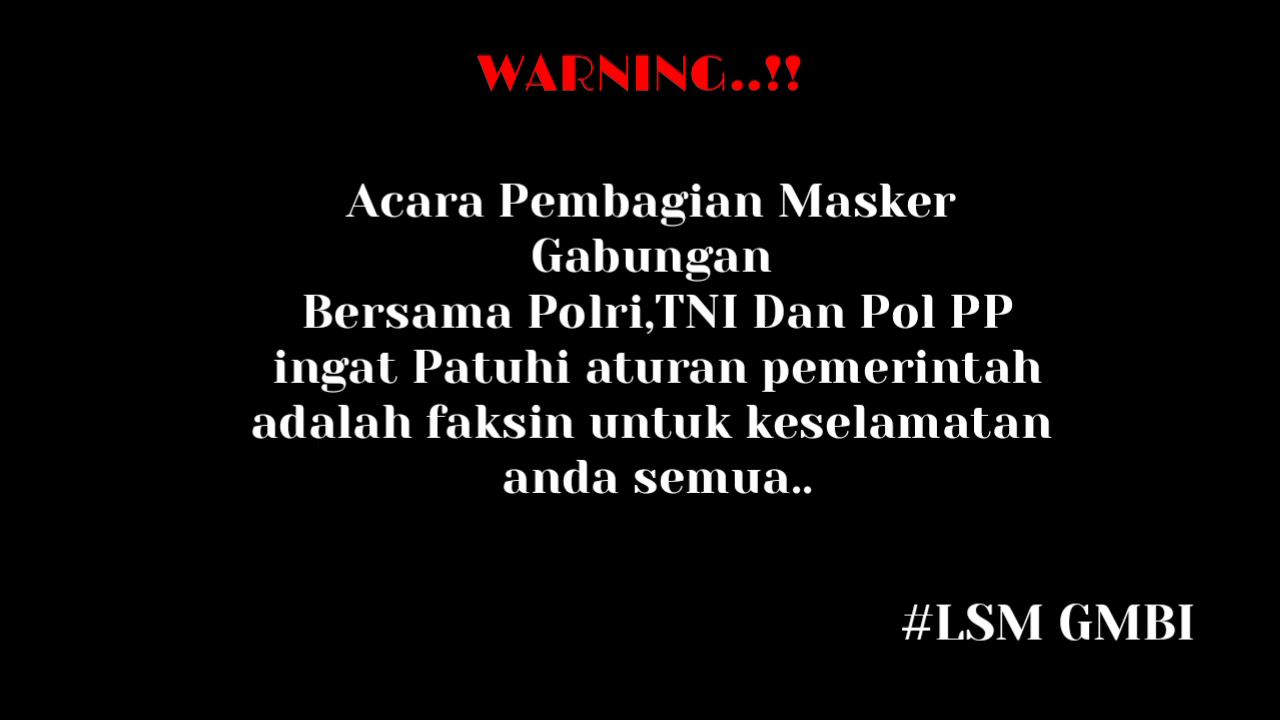 WARNING..!!
Acara Pembagian Masker
Gabungan
Bersama Polri,TNI Dan Pol PP
ingat Patuhi aturan pemerintah
adalah faksin untuk keselamatan
anda semua..
#LSM GMBI